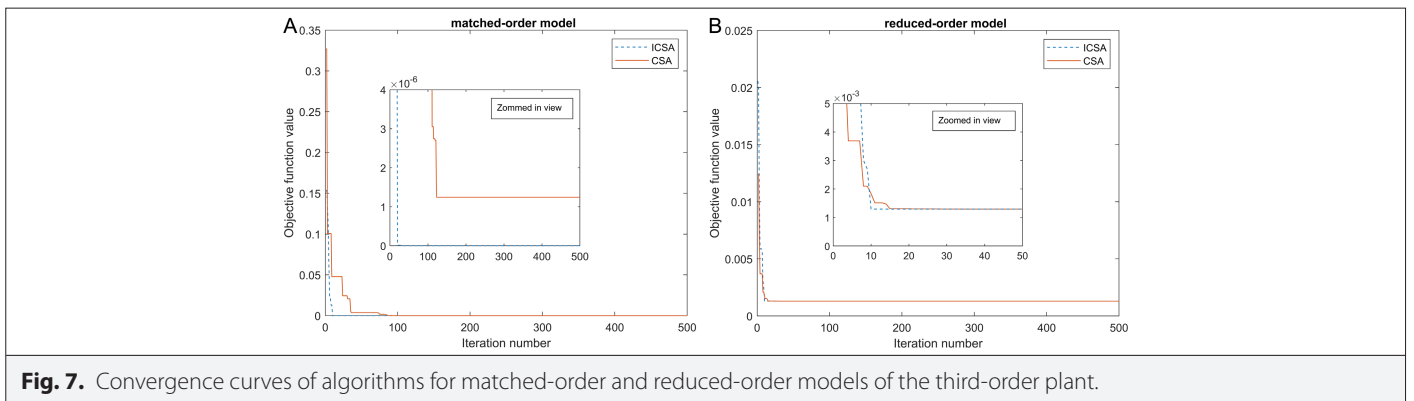 A
matched-order model
Objective function value
0.35
0.3
0.25
0.2
0.15
0.1
0.05
0
0 100 200 300 400 500
Iteration number
ICSA
CSA
×10⁻⁶
4
3
2
1
0
0 100 200 300 400 500
Zommed in view
B
reduced-order model
Objective function value
0.025
0.02
0.015
0.01
0.005
0
0 100 200 300 400 500
Iteration number
ICSA
CSA
×10⁻³
5
4
3
2
1
0
0 10 20 30 40 50
Zoomed in view
Fig. 7. Convergence curves of algorithms for matched-order and reduced-order models of the third-order plant.